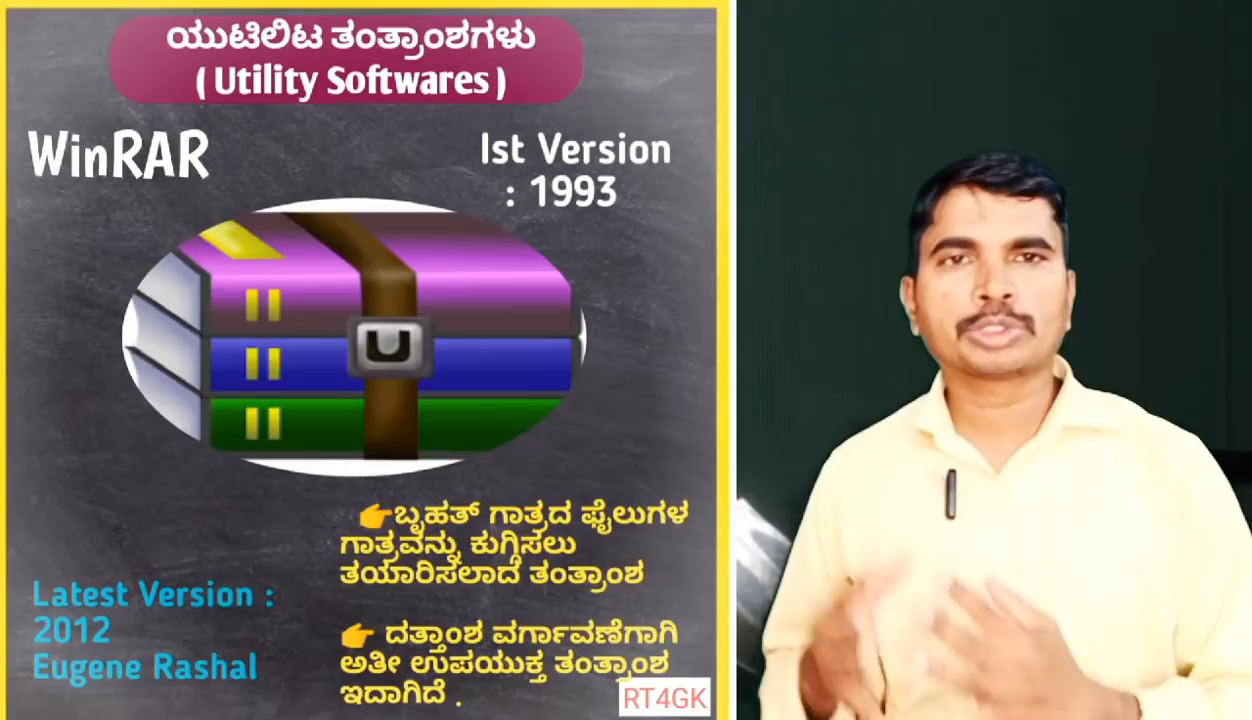 ಯುಟಿಲಿಟಿ ತಂತ್ರಾಂಶಗಳು
( Utility Softwares )
WinRAR
Ist Version
: 1993
👉ಬೃಹತ್ ಗಾತ್ರದ ಫೈಲುಗಳ
ಗಾತ್ರವನ್ನು ಕುಗ್ಗಿಸಲು
ತಯಾರಿಸಲಾದ ತಂತ್ರಾಂಶ
Latest Version :
2012
Eugene Rashal
👉 ದತ್ತಾಂಶ ವರ್ಗಾವಣೆಗಾಗಿ
ಅತೀ ಉಪಯುಕ್ತ ತಂತ್ರಾಂಶ
ಇದಾಗಿದೆ .
RT4GK